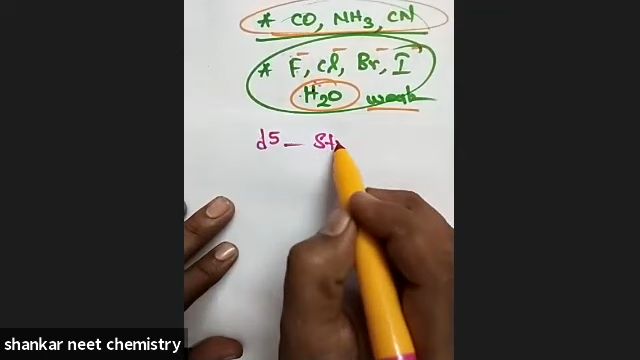 * CO, NH3, CN
* F-, Cl-, Br-, I-
H2O weak
d5 - St
shankar neet chemistry